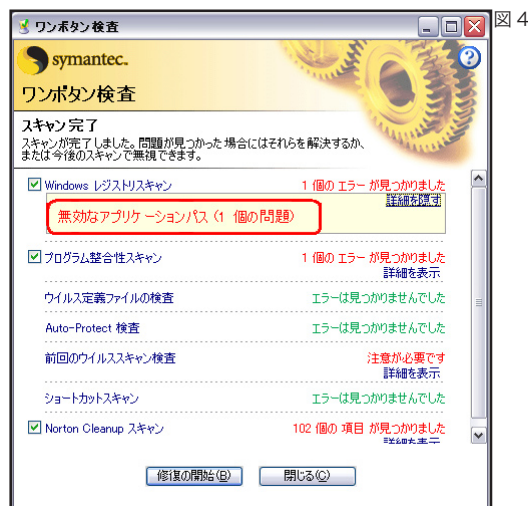 ワンボタン検査
図4
symantec.
ワンボタン検査
スキャン完了
スキャンが完了しました。問題が見つかった場合にはそれらを解決するか、
または今後のスキャンで無視できます。
Windows レジストリスキャン 1 個の エラー が見つかりました
詳細を隠す
無効なアプリケーションパス (1 個の問題)
プログラム整合性スキャン 1 個の エラー が見つかりました
詳細を表示
ウイルス定義ファイルの検査 エラーは見つかりませんでした
Auto-Protect 検査 エラーは見つかりませんでした
前回のウイルススキャン検査 注意が必要です
詳細を表示
ショートカットスキャン エラーは見つかりませんでした
Norton Cleanup スキャン 102 個の 項目 が見つかりました
詳細を表示
修復の開始(B) 閉じる(C)